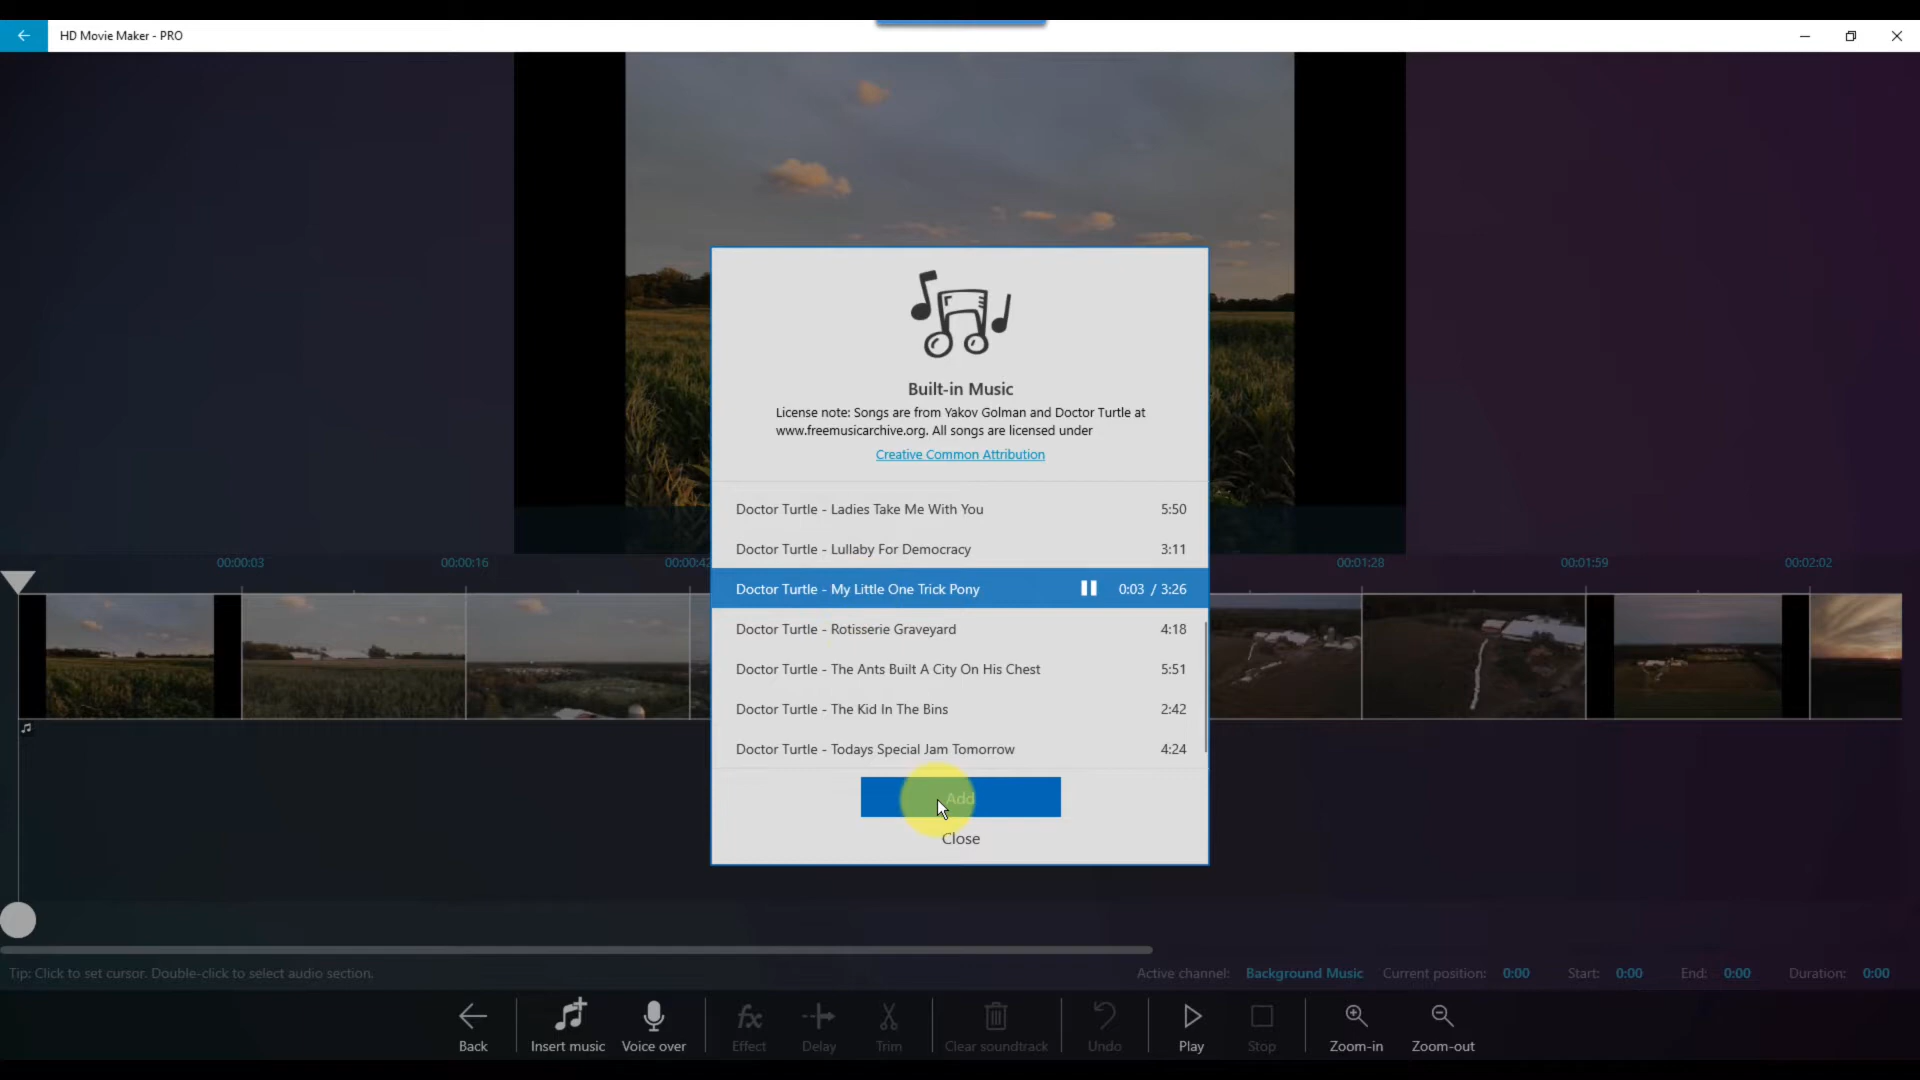 HD Movie Maker - PRO
Built-in Music
License note: Songs are from Yakov Golman and Doctor Turtle at
www.freemusicarchive.org. All songs are licensed under
Creative Common Attribution
Doctor Turtle - Ladies Take Me With You 5:50
Doctor Turtle - Lullaby For Democracy 3:11
Doctor Turtle - My Little One Trick Pony 0:03 / 3:26
Doctor Turtle - Rotisserie Graveyard 4:18
Doctor Turtle - The Ants Built A City On His Chest 5:51
Doctor Turtle - The Kid In The Bins 2:42
Doctor Turtle - Todays Special Jam Tomorrow 4:24
Add
Close
00:00:03 00:00:16 00:00:42 00:01:28 00:01:59 00:02:02
Tip: Click to set cursor. Double-click to select audio section.
Active channel: Background Music Current position: 0:00 Start: 0:00 End: 0:00 Duration: 0:00
Back Insert music Voice over fx Effect Delay Trim Clear soundtrack Undo Play Stop Zoom-in Zoom-out